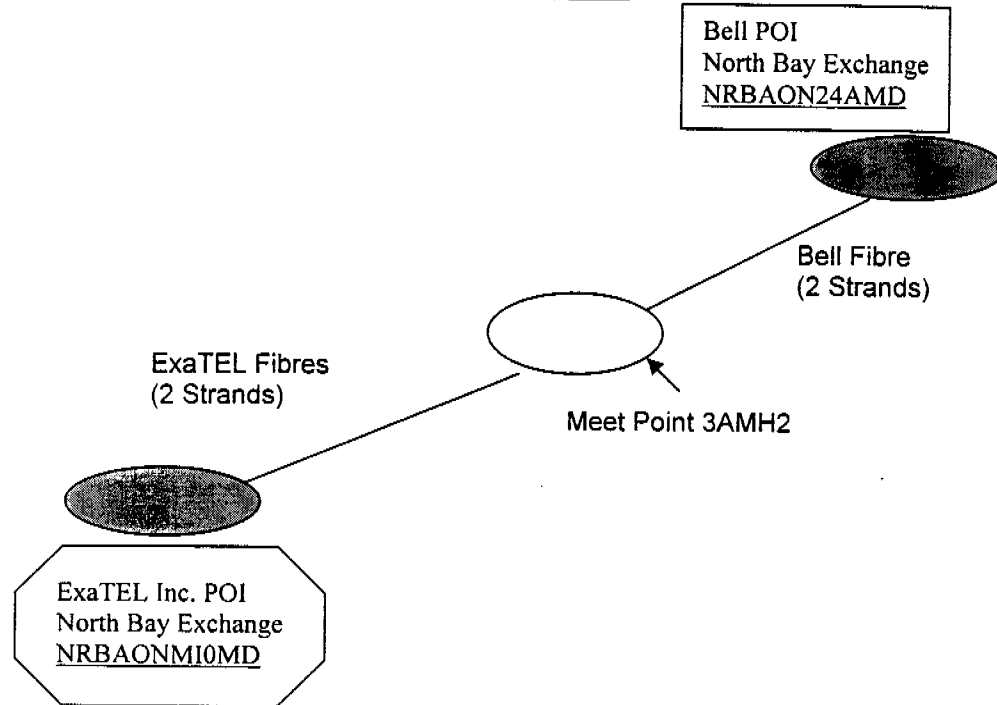 Bell POI
North Bay Exchange
NRBAON24AMD
Bell Fibre
(2 Strands)
ExaTEL Fibres
(2 Strands)
Meet Point 3AMH2
ExaTEL Inc. POI
North Bay Exchange
NRBAONMI0MD